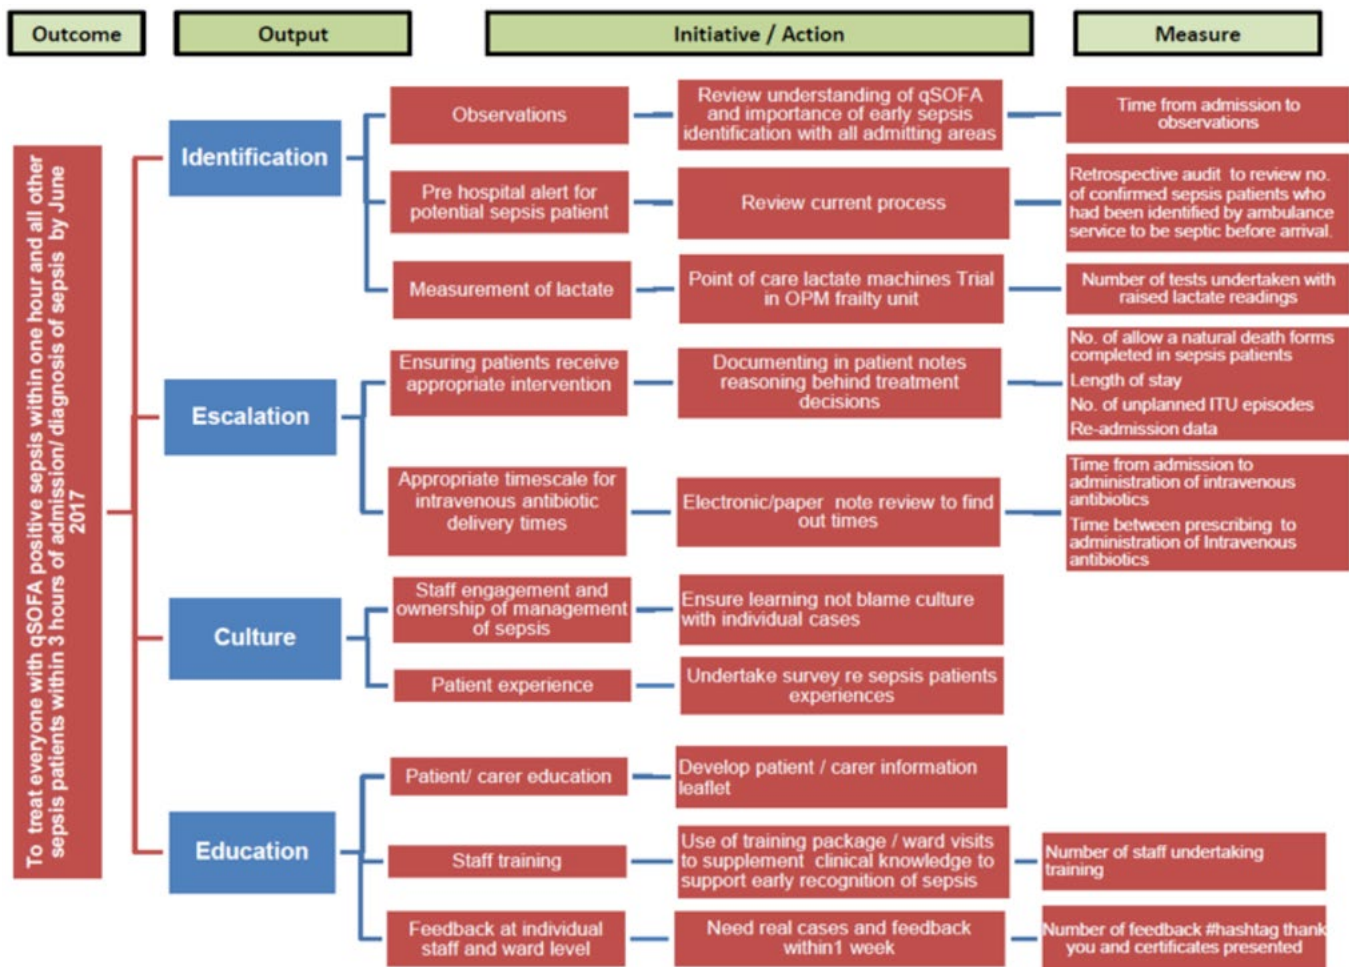 Outcome
Output
Initiative / Action
Measure
To treat everyone with qSOFA positive sepsis within one hour and all other
sepsis patients within 3 hours of admission/ diagnosis of sepsis by June
2017
Identification
Observations
Review understanding of qSOFA
and importance of early sepsis
identification with all admitting areas
Time from admission to
observations
Pre hospital alert for
potential sepsis patient
Review current process
Retrospective audit to review no.
of confirmed sepsis patients who
had been identified by ambulance
service to be septic before arrival.
Measurement of lactate
Point of care lactate machines Trial
in OPM frailty unit
Number of tests undertaken with
raised lactate readings
Escalation
Ensuring patients receive
appropriate intervention
Documenting in patient notes
reasoning behind treatment
decisions
No. of allow a natural death forms
completed in sepsis patients
Length of stay
No. of unplanned ITU episodes
Re-admission data
Appropriate timescale for
intravenous antibiotic
delivery times
Electronic/paper note review to find
out times
Time from admission to
administration of intravenous
antibiotics
Time between prescribing to
administration of Intravenous
antibiotics
Culture
Staff engagement and
ownership of management
of sepsis
Ensure learning not blame culture
with individual cases
Patient experience
Undertake survey re sepsis patients
experiences
Education
Patient/ carer education
Develop patient / carer information
leaflet
Staff training
Use of training package / ward visits
to supplement clinical knowledge to
support early recognition of sepsis
Number of staff undertaking
training
Feedback at individual
staff and ward level
Need real cases and feedback
within1 week
Number of feedback #hashtag thank
you and certificates presented